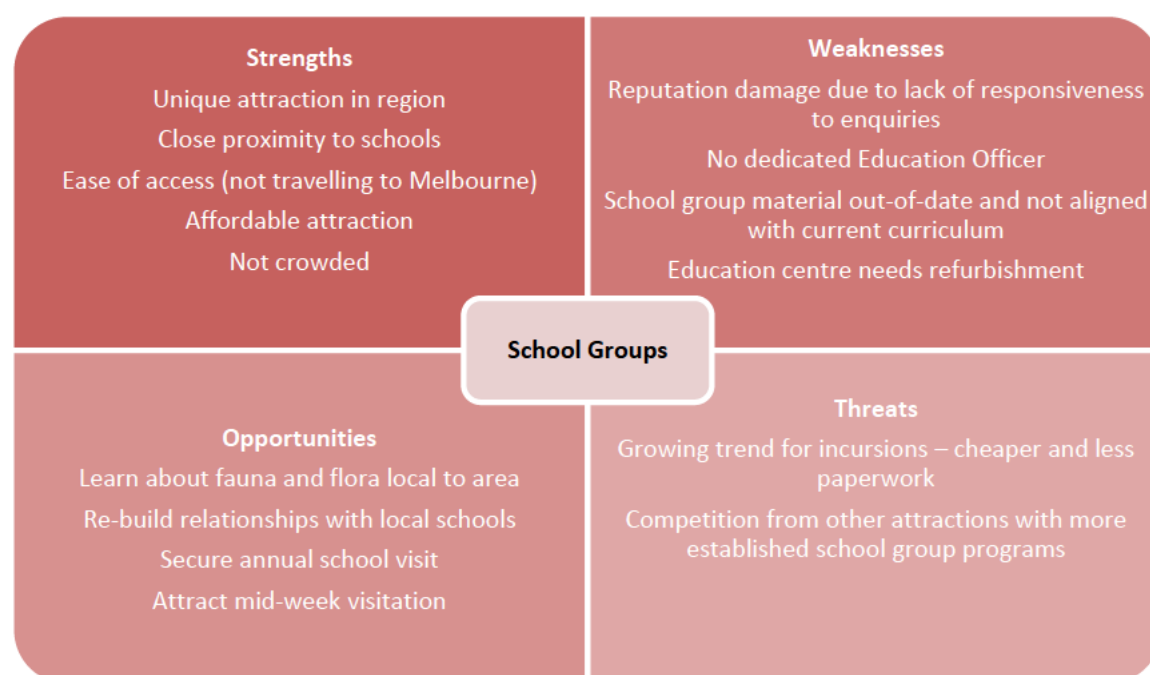 Strengths
Unique attraction in region
Close proximity to schools
Ease of access (not travelling to Melbourne)
Affordable attraction
Not crowded
Weaknesses
Reputation damage due to lack of responsiveness
to enquiries
No dedicated Education Officer
School group material out-of-date and not aligned
with current curriculum
Education centre needs refurbishment
School Groups
Opportunities
Learn about fauna and flora local to area
Re-build relationships with local schools
Secure annual school visit
Attract mid-week visitation
Threats
Growing trend for incursions – cheaper and less
paperwork
Competition from other attractions with more
established school group programs